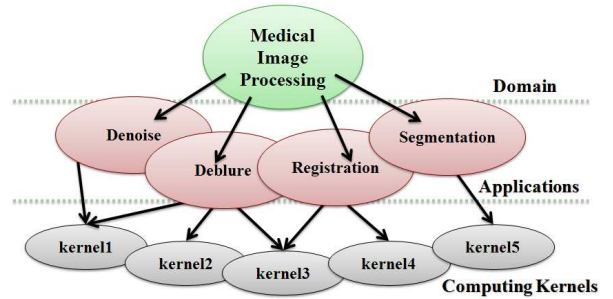 Medical
Image
Processing
Domain
Denoise
Segmentation
Deblure
Registration
Applications
kernel1
kernel2
kernel3
kernel4
kernel5
Computing Kernels